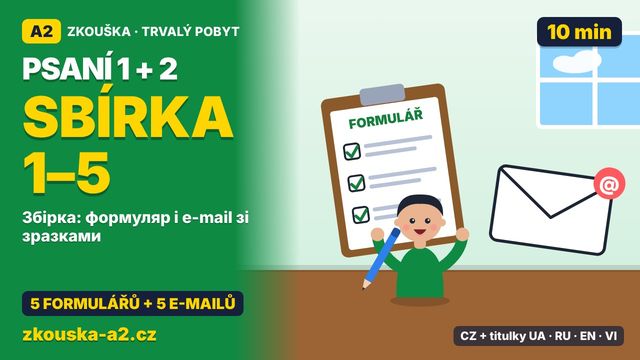 A2 ZKOUŠKA · TRVALÝ POBYT
PSANÍ 1 + 2
SBÍRKA
1–5
Збірка: формуляр і e-mail зі
зразками
5 FORMULÁŘŮ + 5 E-MAILŮ
zkouska-a2.cz
10 min
FORMULÁŘ
@
CZ + titulky UA · RU · EN · VI